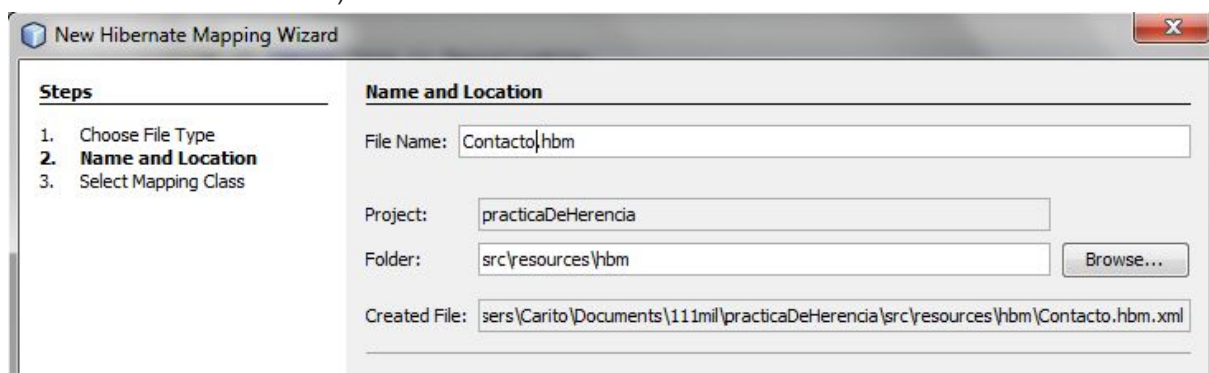 New Hibernate Mapping Wizard
Steps
1. Choose File Type
2. Name and Location
3. Select Mapping Class
Name and Location
File Name: Contacto.hbm
Project: practicaDeHerencia
Folder: src\resources\hbm Browse...
Created File: sers\Carito\Documents\111mil\practicaDeHerencia\src\resources\hbm\Contacto.hbm.xml